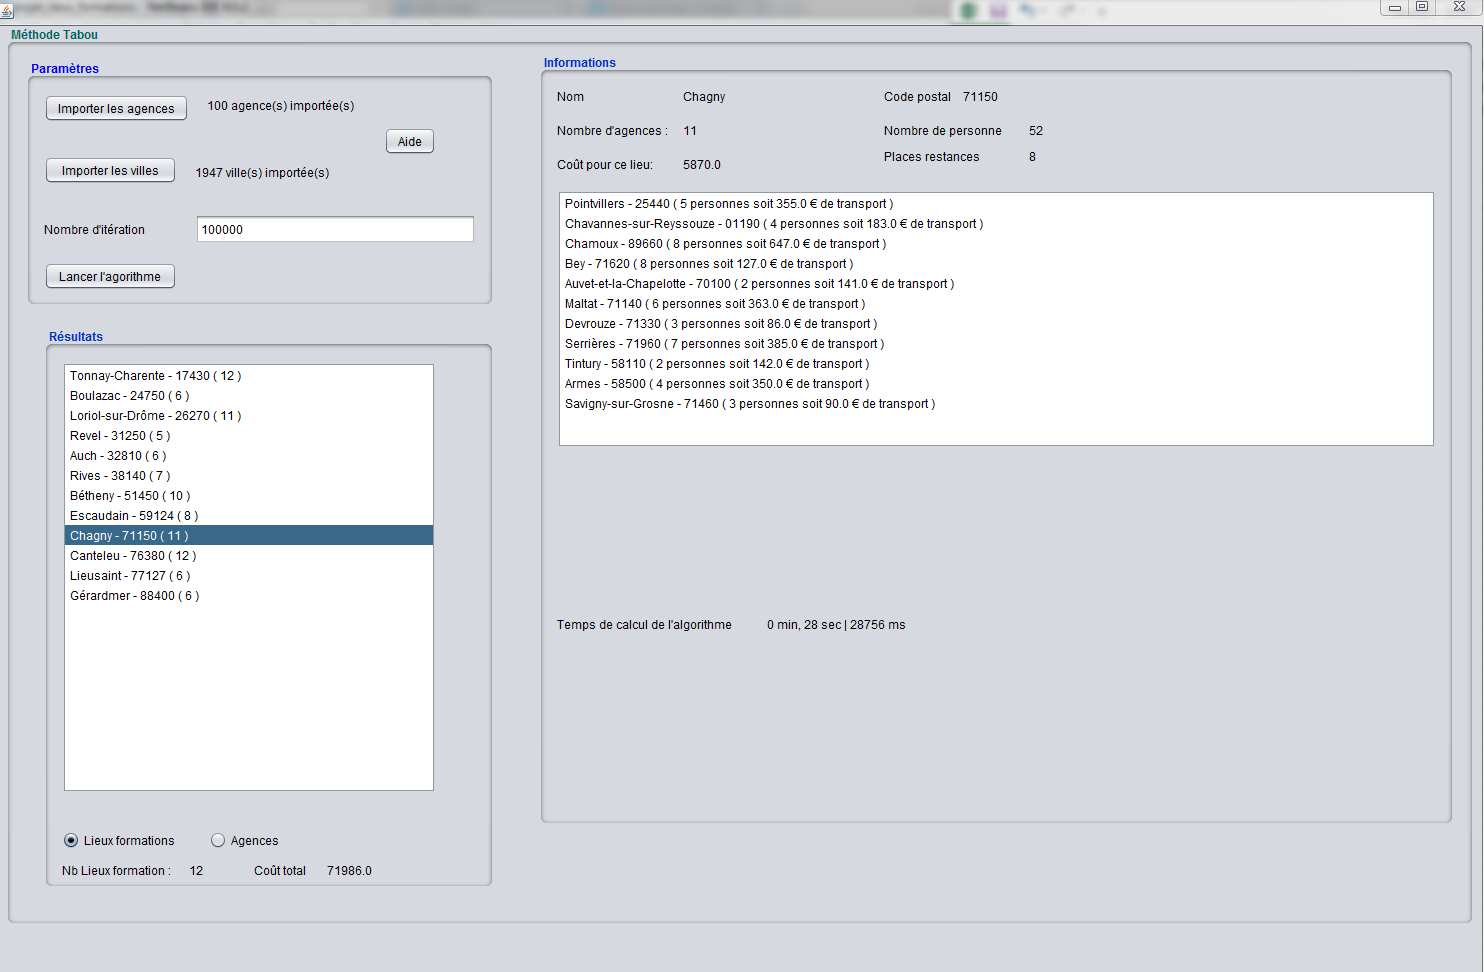 Méthode Tabou
Paramètres
Importer les agences 100 agence(s) importée(s)
Aide
Importer les villes 1947 ville(s) importée(s)
Nombre d'itération 100000
Lancer l'agorithme
Résultats
Tonnay-Charente - 17430 ( 12 )
Boulazac - 24750 ( 6 )
Loriol-sur-Drôme - 26270 ( 11 )
Revel - 31250 ( 5 )
Auch - 32810 ( 6 )
Rives - 38140 ( 7 )
Bétheny - 51450 ( 10 )
Escaudain - 59124 ( 8 )
Chagny - 71150 ( 11 )
Canteleu - 76380 ( 12 )
Lieusaint - 77127 ( 6 )
Gérardmer - 88400 ( 6 )
Lieux formations Agences
Nb Lieux formation : 12 Coût total 71986.0
Informations
Nom Chagny Code postal 71150
Nombre d'agences : 11 Nombre de personne 52
Coût pour ce lieu: 5870.0 Places restances 8
Pointvillers - 25440 ( 5 personnes soit 355.0 € de transport )
Chavannes-sur-Reyssouze - 01190 ( 4 personnes soit 183.0 € de transport )
Chamoux - 89660 ( 8 personnes soit 647.0 € de transport )
Bey - 71620 ( 8 personnes soit 127.0 € de transport )
Auvet-et-la-Chapelotte - 70100 ( 2 personnes soit 141.0 € de transport )
Maltat - 71140 ( 6 personnes soit 363.0 € de transport )
Devrouze - 71330 ( 3 personnes soit 86.0 € de transport )
Serrières - 71960 ( 7 personnes soit 385.0 € de transport )
Tintury - 58110 ( 2 personnes soit 142.0 € de transport )
Armes - 58500 ( 4 personnes soit 350.0 € de transport )
Savigny-sur-Grosne - 71460 ( 3 personnes soit 90.0 € de transport )
Temps de calcul de l'algorithme 0 min, 28 sec | 28756 ms